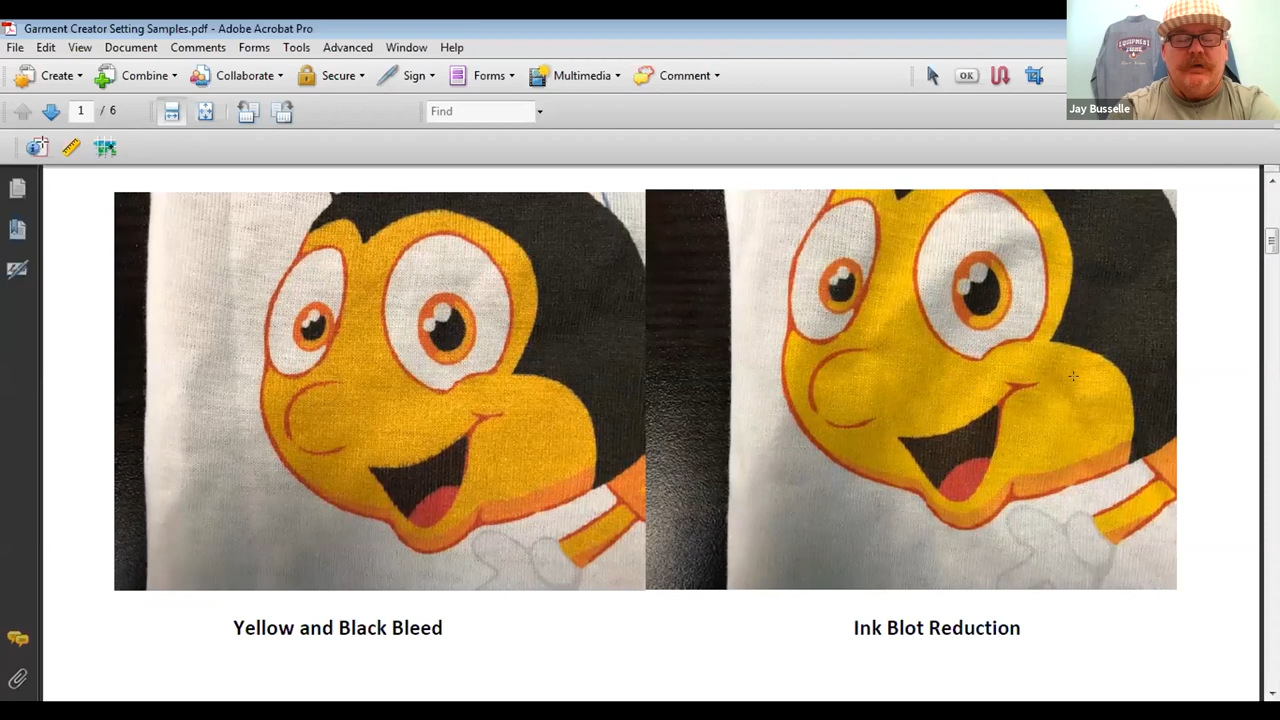 Garment Creator Setting Samples.pdf - Adobe Acrobat Pro
File Edit View Document Comments Forms Tools Advanced Window Help
Create Combine Collaborate Secure Sign Forms Multimedia Comment OK
1 / 6 Find
EQUIPMENT
ZONE
Jay Busselle
Yellow and Black Bleed
Ink Blot Reduction